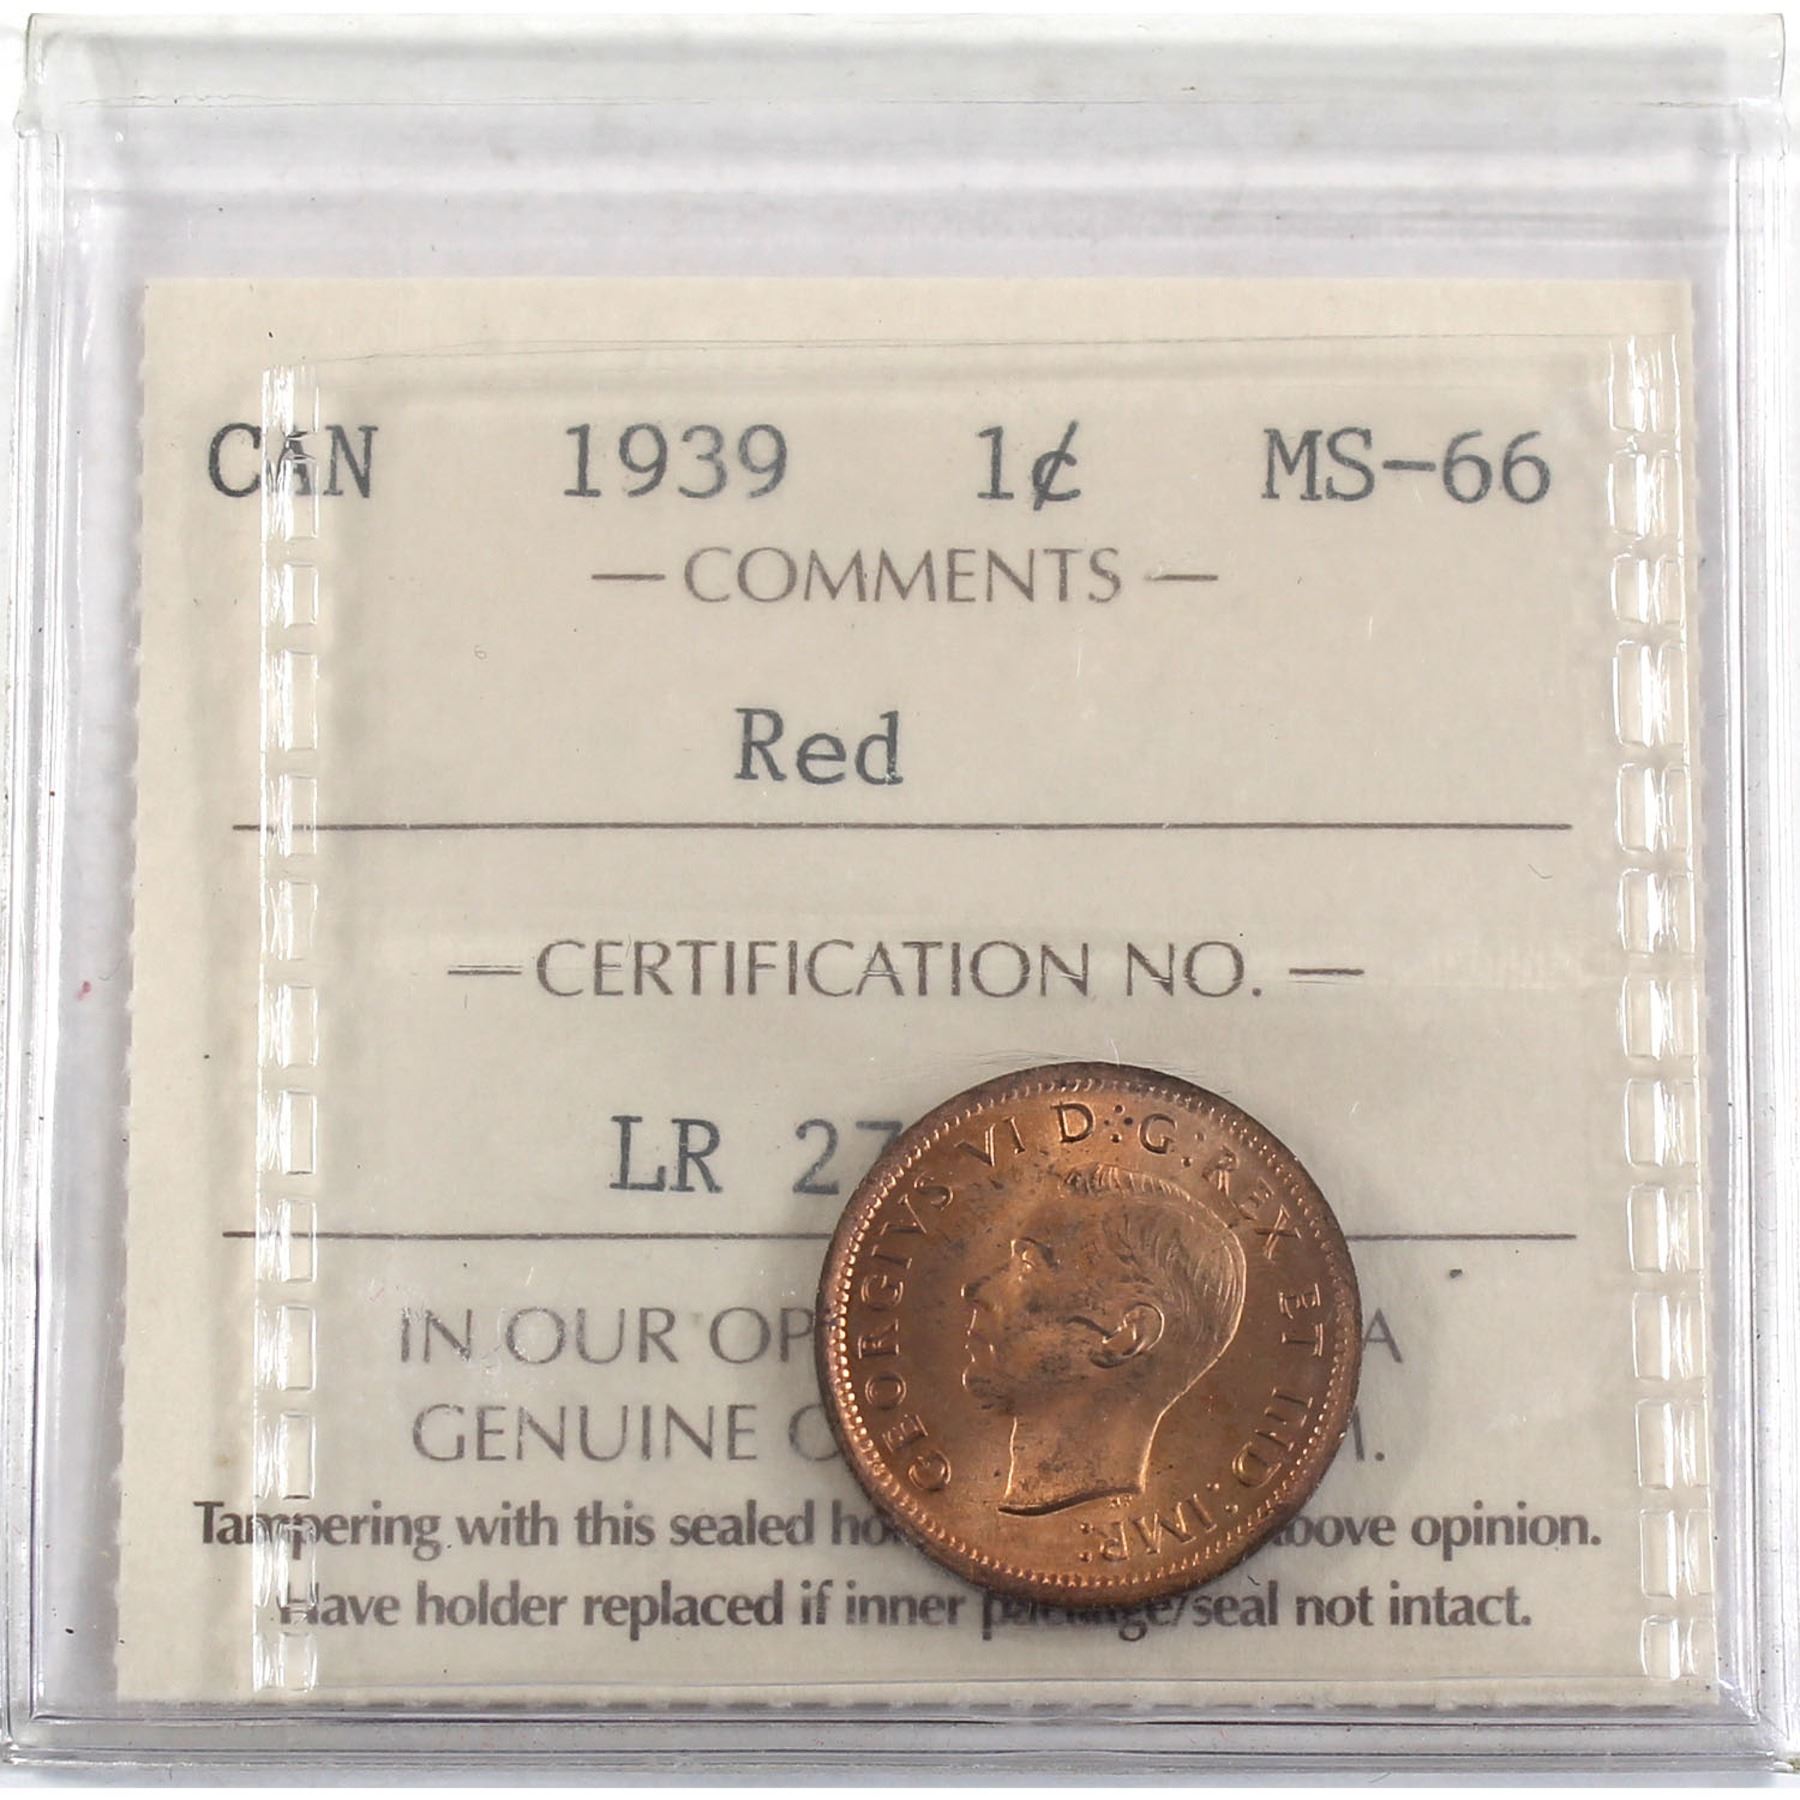 CAN 1939 1¢ MS-66
— COMMENTS —
Red
— CERTIFICATION NO. —
LR 27
IN OUR OP A
GENUINE
Tampering with this sealed above opinion.
Have holder replaced if inner package/seal not intact.
GEORGIVS VI D:G:REX ET IND:IMP: